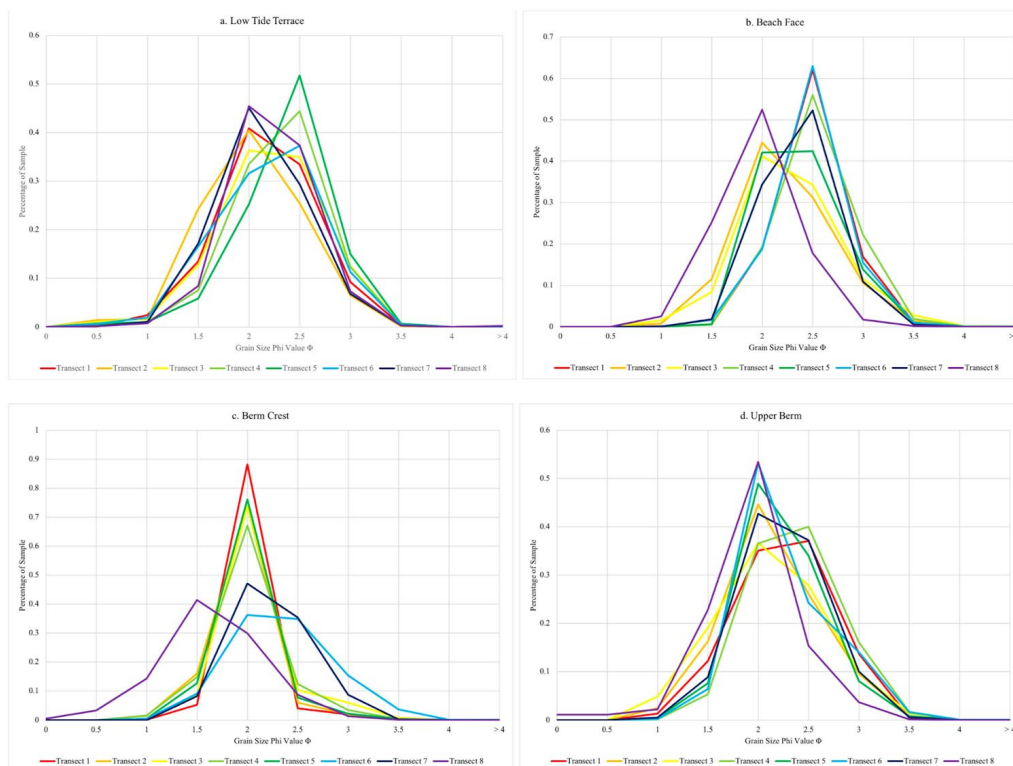 a. Low Tide Terrace
0.6
0.5
0.4
0.3
0.2
0.1
0
Percentage of Sample
0 0.5 1 1.5 2 2.5 3 3.5 4 > 4
Grain Size Phi Value Φ
Transect 1 Transect 2 Transect 3 Transect 4 Transect 5 Transect 6 Transect 7 Transect 8
b. Beach Face
0.7
0.6
0.5
0.4
0.3
0.2
0.1
0
Percentage of Sample
0 0.5 1 1.5 2 2.5 3 3.5 4 > 4
Grain Size Phi Value Φ
Transect 1 Transect 2 Transect 3 Transect 4 Transect 5 Transect 6 Transect 7 Transect 8
c. Berm Crest
1
0.9
0.8
0.7
0.6
0.5
0.4
0.3
0.2
0.1
0
Percentage of Sample
0 0.5 1 1.5 2 2.5 3 3.5 4 > 4
Grain Size Phi Value Φ
Transect 1 Transect 2 Transect 3 Transect 4 Transect 5 Transect 6 Transect 7 Transect 8
d. Upper Berm
0.6
0.5
0.4
0.3
0.2
0.1
0
Percentage of Sample
0 0.5 1 1.5 2 2.5 3 3.5 4 > 4
Grain Size Phi Value Φ
Transect 1 Transect 2 Transect 3 Transect 4 Transect 5 Transect 6 Transect 7 Transect 8